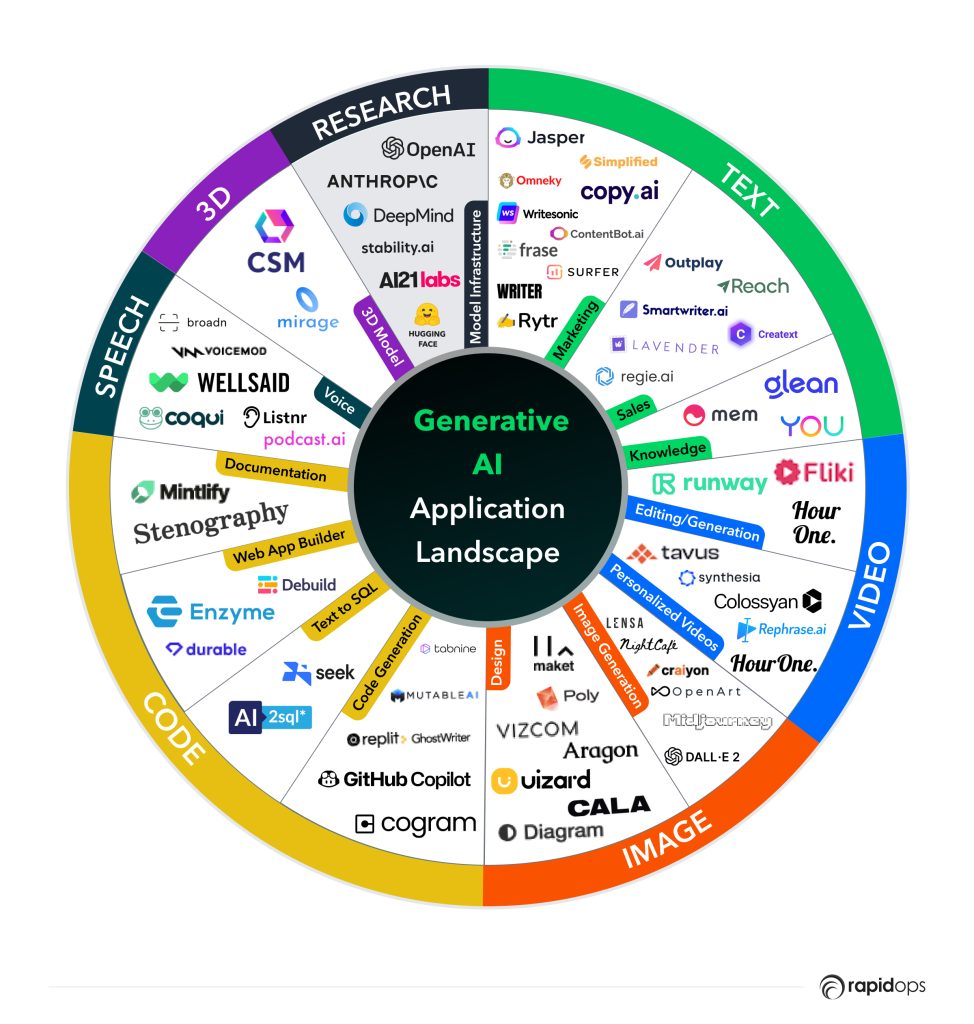 Generative
AI
Application
Landscape
RESEARCH
OpenAI
ANTHROP\C
DeepMind
stability.ai
AI21labs
HUGGING
FACE
Model Infrastructure
TEXT
Jasper
Simplified
Omneky
copy.ai
WS
Writesonic
ContentBot.ai
frase
SURFER
WRITER
Rytr
Marketing
Outplay
Reach
Smartwriter.ai
C
Creatext
LAVENDER
regie.ai
Sales
glean
mem
YOU
Knowledge
VIDEO
runway
Fliki
Hour
One.
Editing/Generation
tavus
synthesia
Colossyan
Rephrase.ai
HourOne.
Personalized Videos
IMAGE
LENSA
NightCafé
craiyon
OpenArt
Midjourney
DALL·E 2
Image Generation
maket
Poly
VIZCOM
Aragon
uizard
CALA
Diagram
Design
CODE
tabnine
MUTABLEAI
replit GhostWriter
GitHub Copilot
cogram
Code Generation
seek
AI 2sql*
Text to SQL
Debuild
Enzyme
durable
Web App Builder
Mintlify
Stenography
Documentation
SPEECH
broadn
VOICEMOD
WELLSAID
coqui
Listnr
podcast.ai
Voice
3D
CSM
mirage
3D Model
rapidops